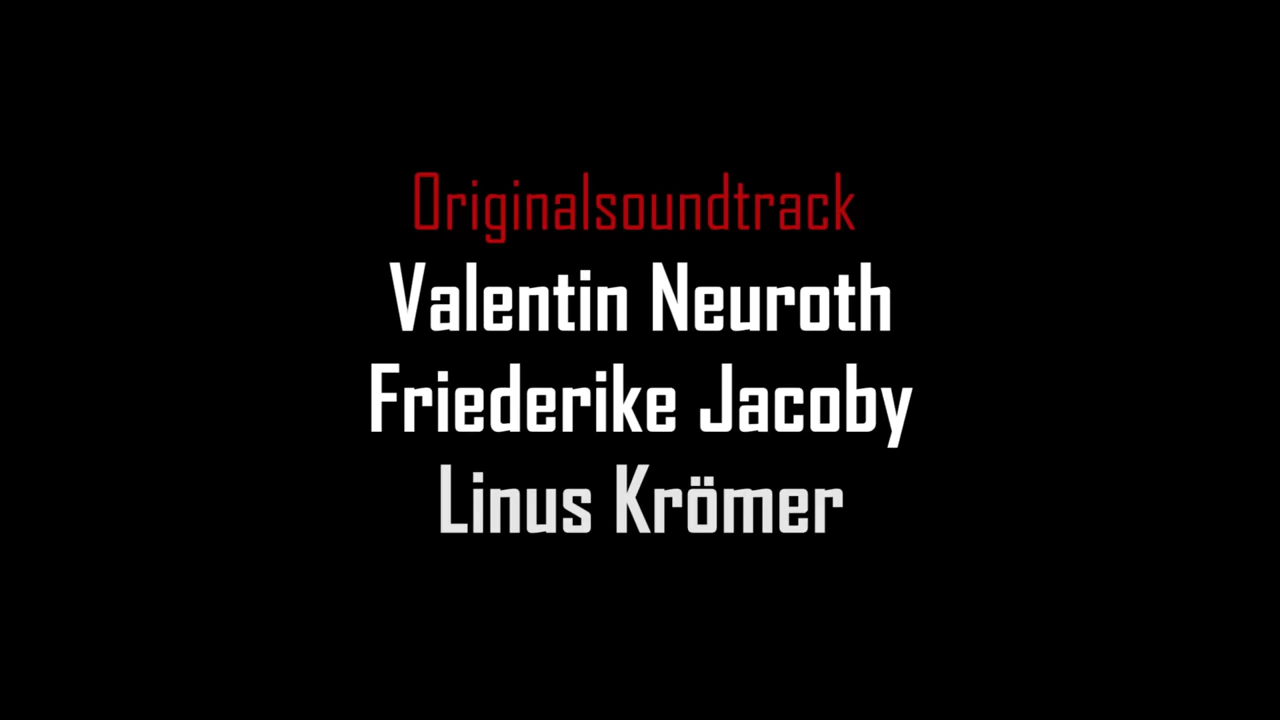 Originalsoundtrack
Valentin Neuroth
Friederike Jacoby
Linus Krömer